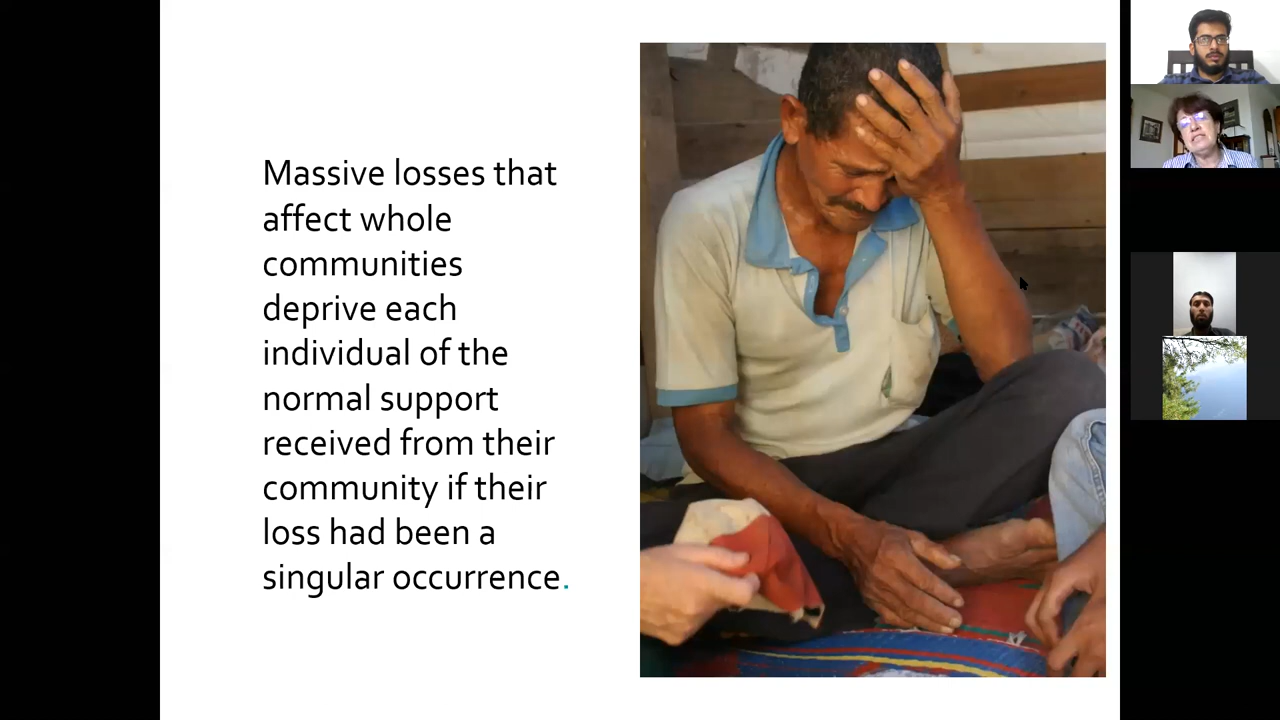 Massive losses that
affect whole
communities
deprive each
individual of the
normal support
received from their
community if their
loss had been a
singular occurrence.